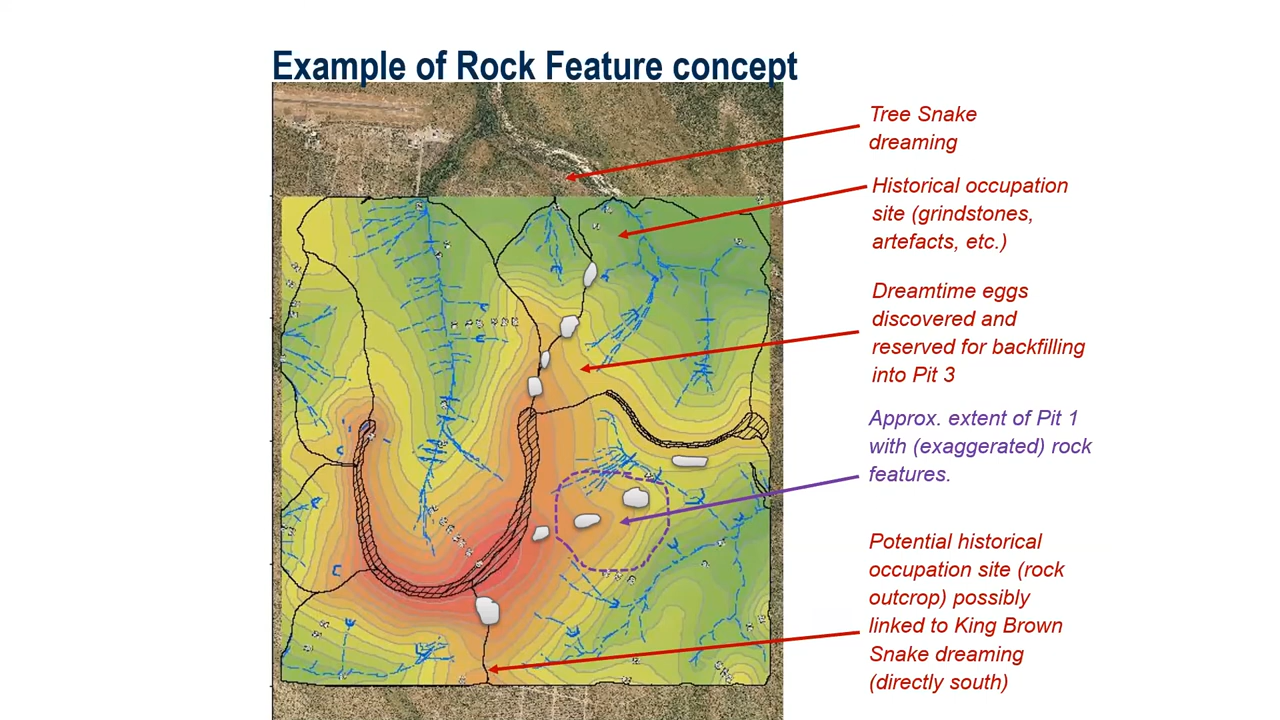 Example of Rock Feature concept
Tree Snake
dreaming
Historical occupation
site (grindstones,
artefacts, etc.)
Dreamtime eggs
discovered and
reserved for backfilling
into Pit 3
Approx. extent of Pit 1
with (exaggerated) rock
features.
Potential historical
occupation site (rock
outcrop) possibly
linked to King Brown
Snake dreaming
(directly south)